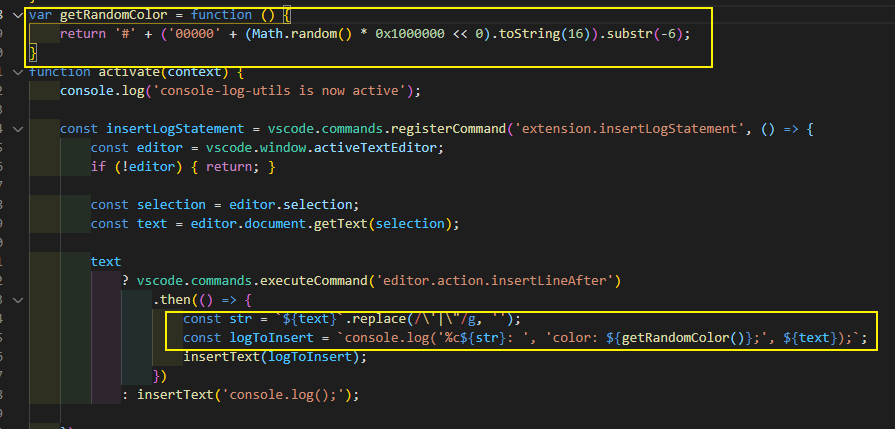 var getRandomColor = function () {
return '#' + ('00000' + (Math.random() * 0x1000000 << 0).toString(16)).substr(-6);
}
function activate(context) {
console.log('console-log-utils is now active');
const insertLogStatement = vscode.commands.registerCommand('extension.insertLogStatement', () => {
const editor = vscode.window.activeTextEditor;
if (!editor) { return; }
const selection = editor.selection;
const text = editor.document.getText(selection);
text
? vscode.commands.executeCommand('editor.action.insertLineAfter')
.then(() => {
const str = `${text}`.replace(/\'|\"/g, '');
const logToInsert = `console.log('%c${str}: ', 'color: ${getRandomColor()};', ${text});`;
insertText(logToInsert);
})
: insertText('console.log();');